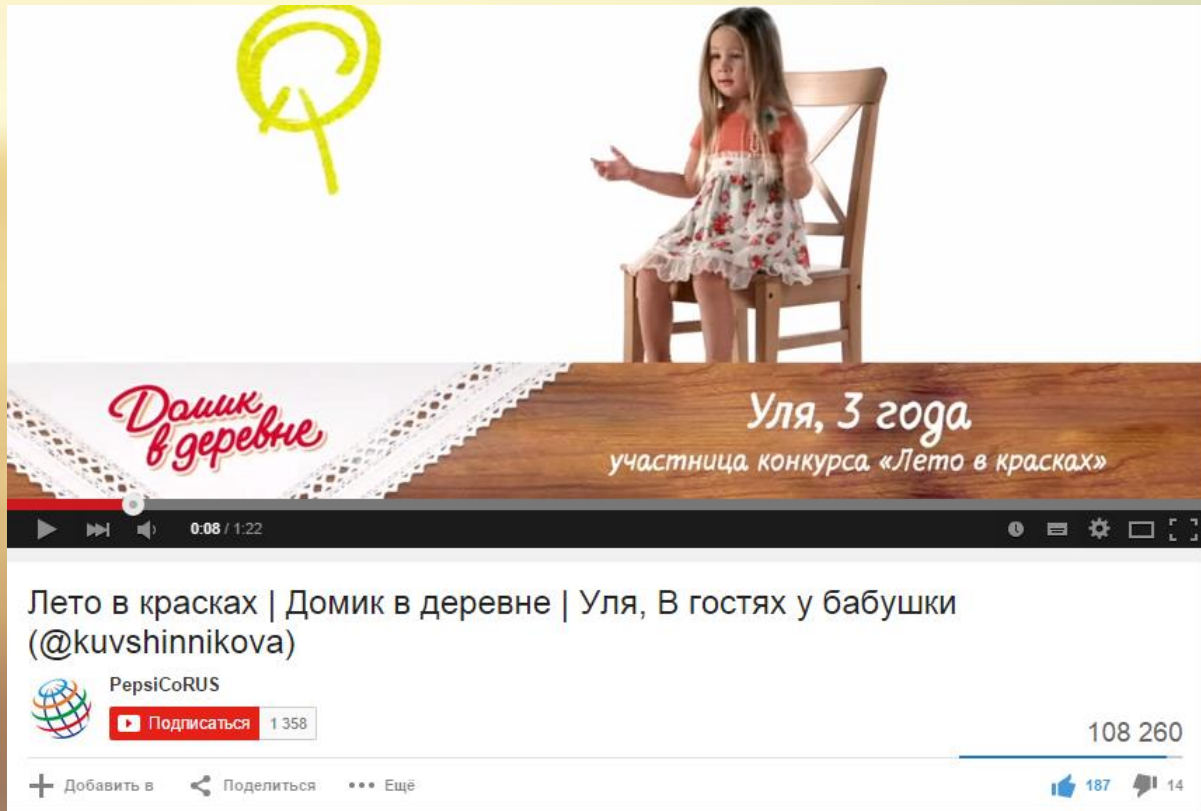 Домик
в деревне
Уля, 3 года
участница конкурса «Лето в красках»
0:08 / 1:22
Лето в красках | Домик в деревне | Уля, В гостях у бабушки
(@kuvshinnikova)
PepsiCoRUS
Подписаться 1 358
108 260
Добавить в Поделиться ••• Ещё 187 14